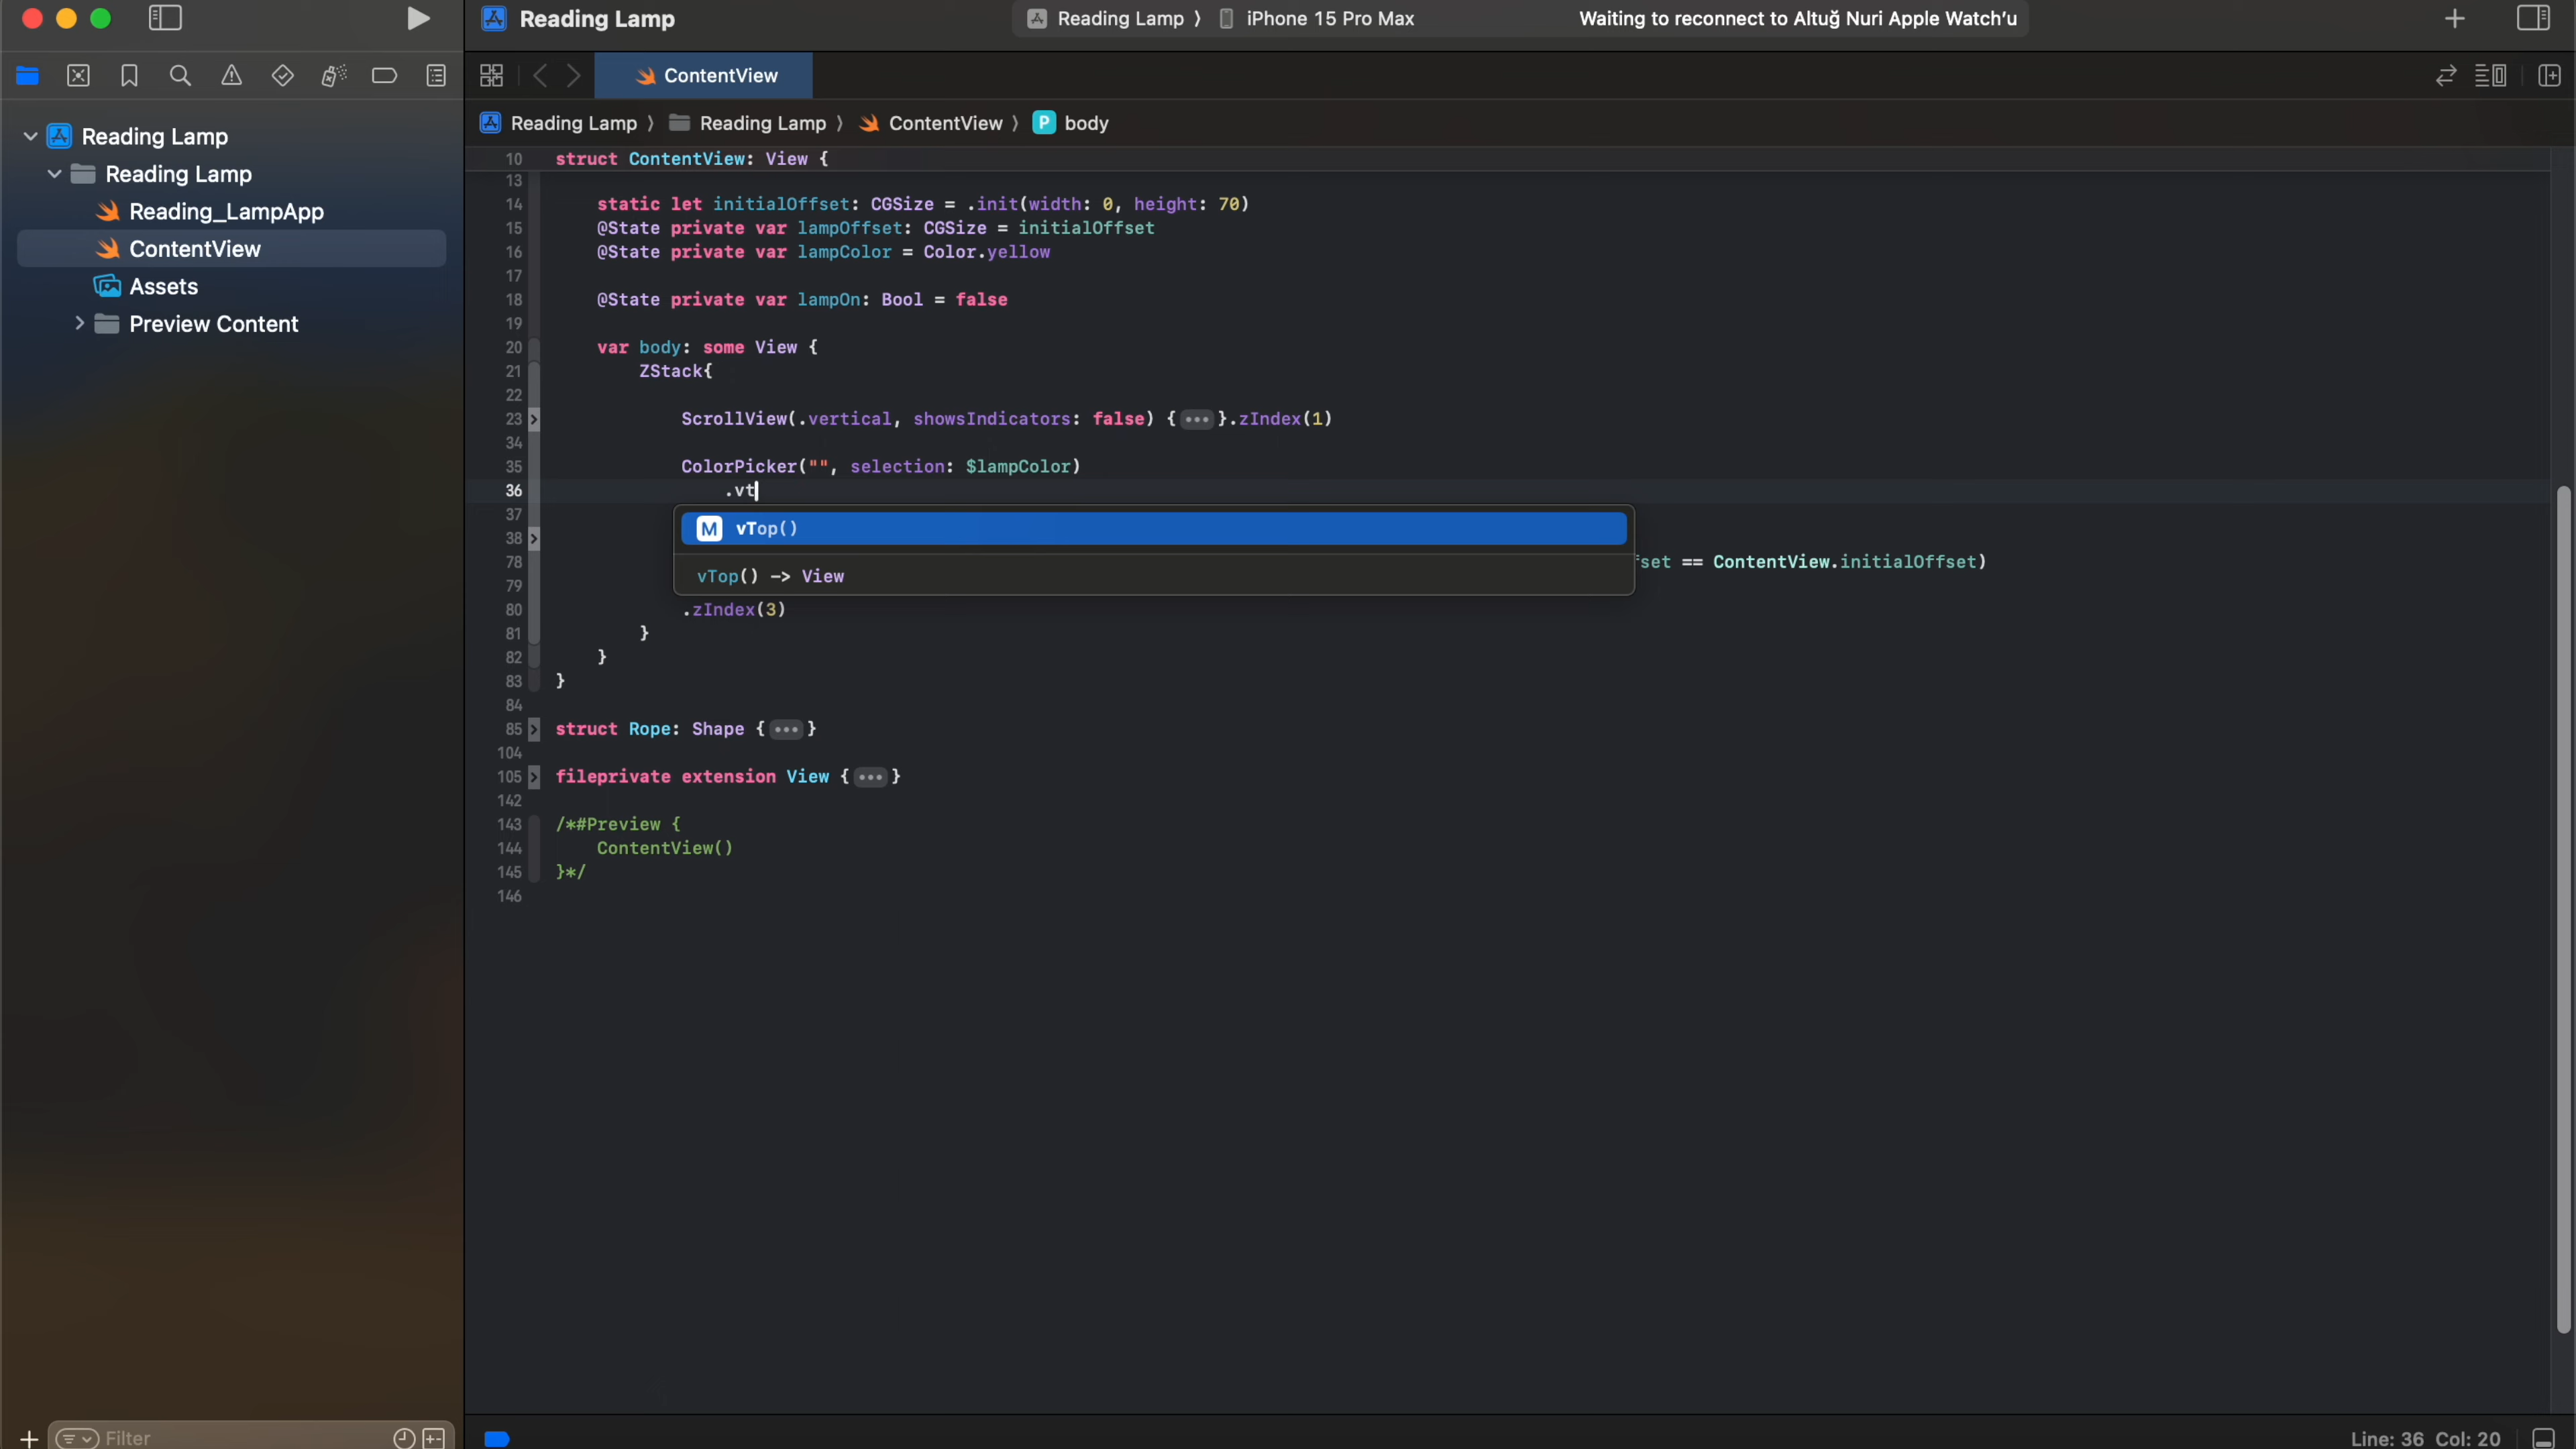 Reading Lamp
Reading Lamp ⟩ iPhone 15 Pro Max
Waiting to reconnect to Altuğ Nuri Apple Watch'u
ContentView
Reading Lamp ⟩ Reading Lamp ⟩ ContentView ⟩ P body
Reading Lamp
Reading Lamp
Reading_LampApp
ContentView
Assets
Preview Content
10 struct ContentView: View {
13
14 static let initialOffset: CGSize = .init(width: 0, height: 70)
15 @State private var lampOffset: CGSize = initialOffset
16 @State private var lampColor = Color.yellow
17
18 @State private var lampOn: Bool = false
19
20 var body: some View {
21 ZStack{
22
23 ScrollView(.vertical, showsIndicators: false) {•••}.zIndex(1)
34
35 ColorPicker("", selection: $lampColor)
36 .vt
37
M vTop()
38
78 fset == ContentView.initialOffset)
vTop() -> View
79
80 .zIndex(3)
81 }
82 }
83 }
84
85 struct Rope: Shape {•••}
104
105 fileprivate extension View {•••}
142
143 /*#Preview {
144 ContentView()
145 }*/
146
Filter
Line: 36 Col: 20